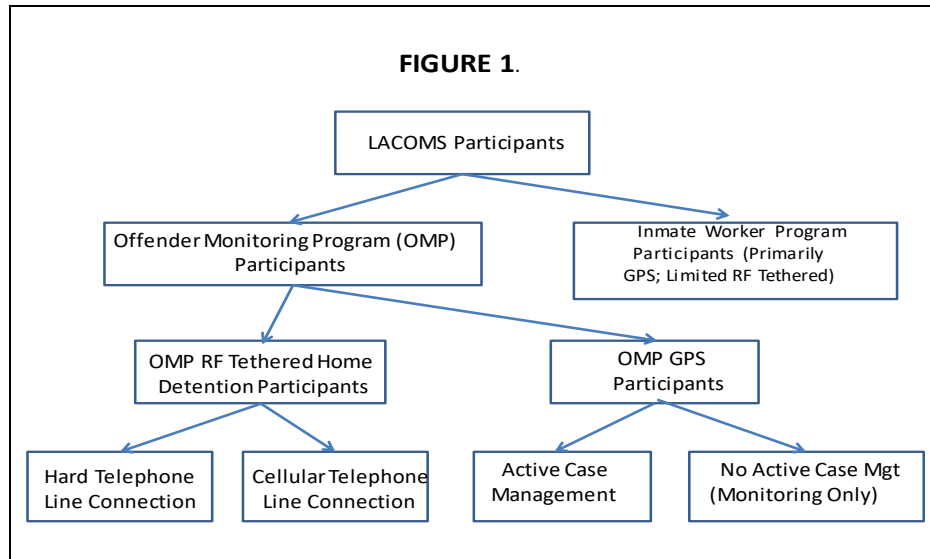 FIGURE 1.
LACOMS Participants
Offender Monitoring Program (OMP)
Participants
Inmate Worker Program
Participants (Primarily
GPS; Limited RF Tethered)
OMP RF Tethered Home
Detention Participants
OMP GPS
Participants
Hard Telephone
Line Connection
Cellular Telephone
Line Connection
Active Case
Management
No Active Case Mgt
(Monitoring Only)